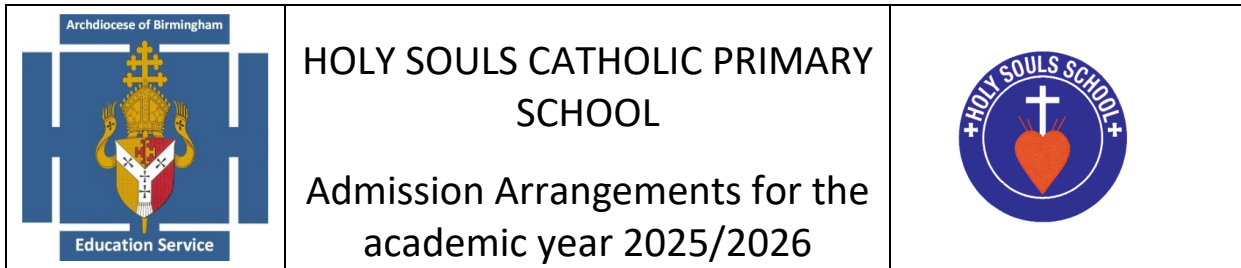 Archdiocese of Birmingham
Education Service
HOLY SOULS CATHOLIC PRIMARY
SCHOOL
Admission Arrangements for the
academic year 2025/2026
+HOLY SOULS SCHOOL+